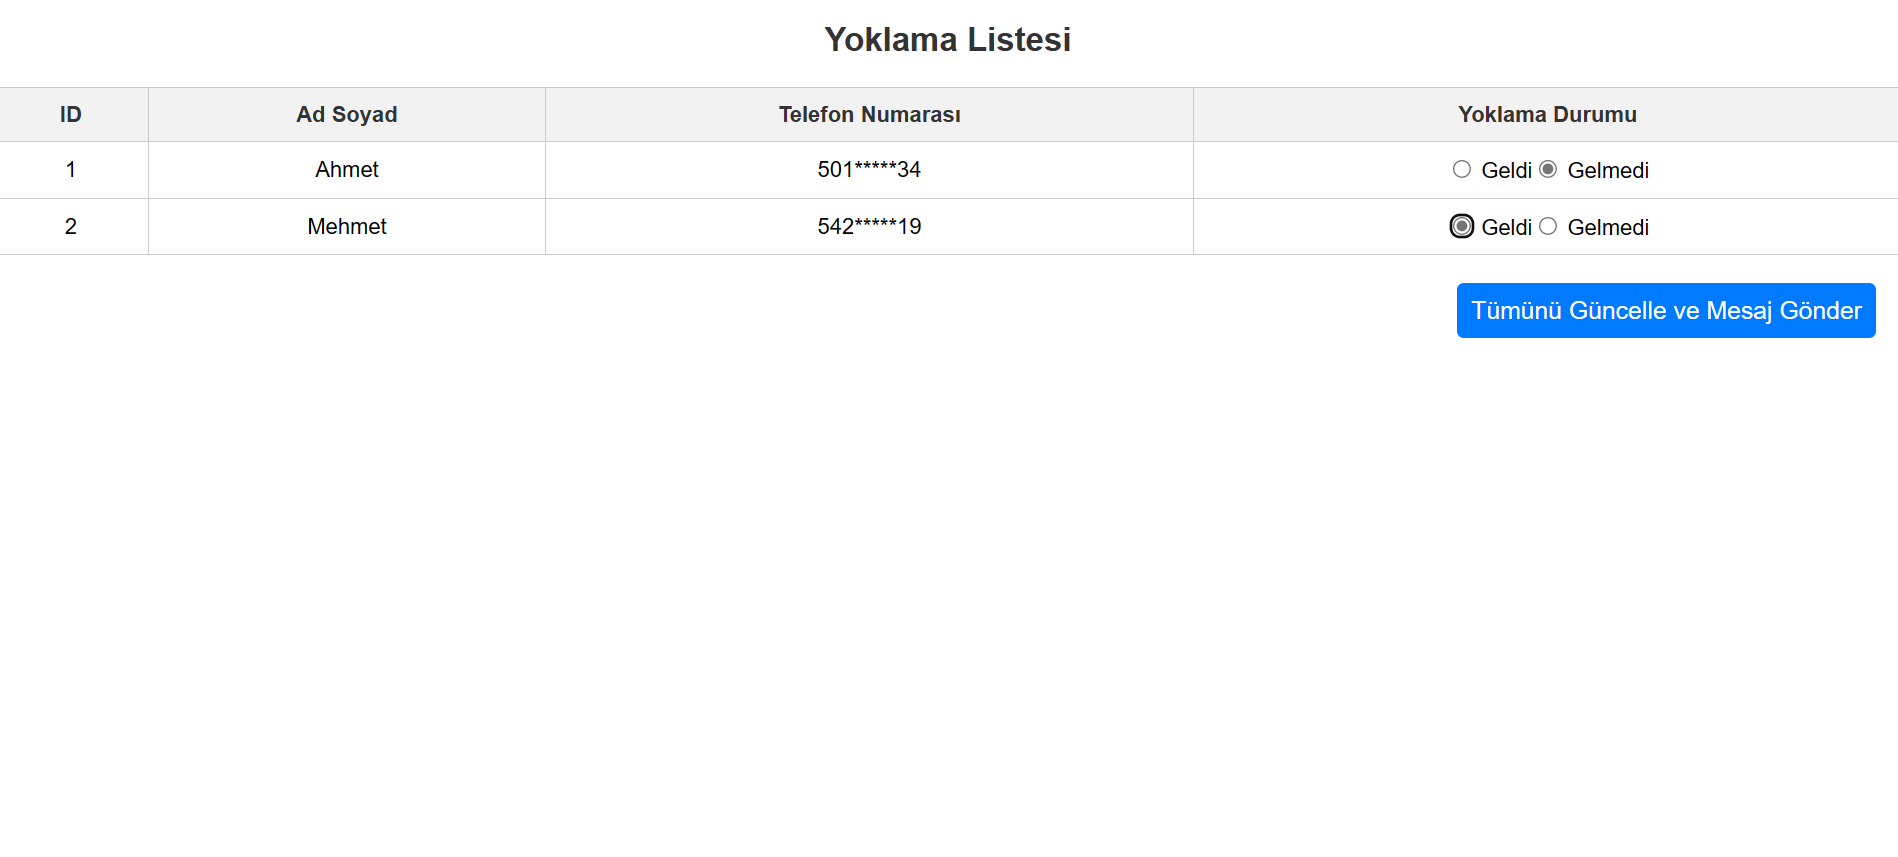 Yoklama Listesi
ID Ad Soyad Telefon Numarası Yoklama Durumu
1 Ahmet 501*****34 Geldi Gelmedi
2 Mehmet 542*****19 Geldi Gelmedi
Tümünü Güncelle ve Mesaj Gönder